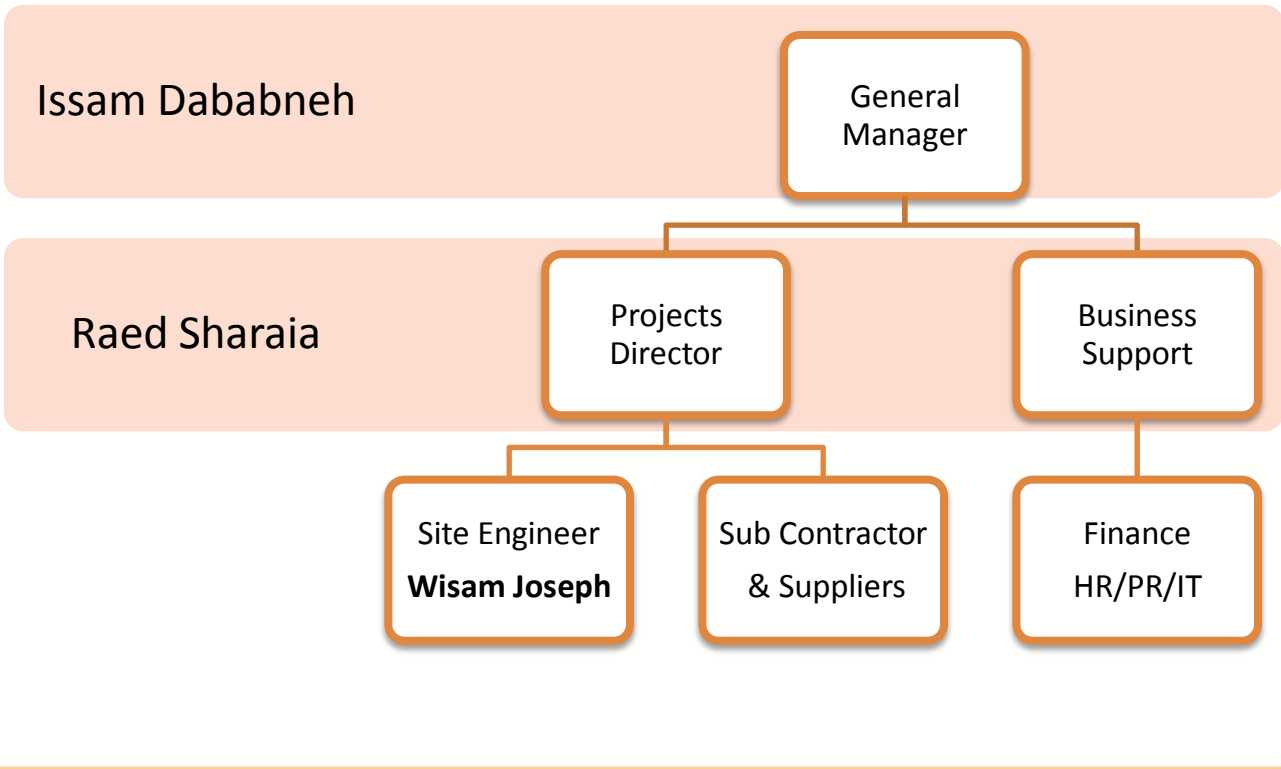 Issam Dababneh
General
Manager
Raed Sharaia
Projects
Director
Business
Support
Site Engineer
Wisam Joseph
Sub Contractor
& Suppliers
Finance
HR/PR/IT